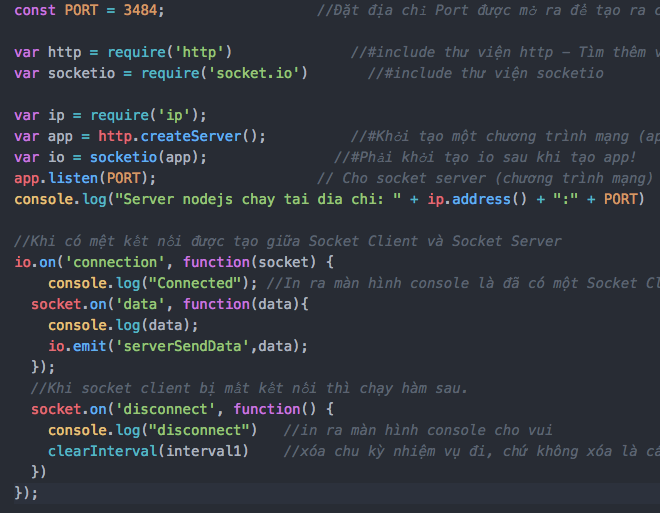 const PORT = 3484; //Đặt địa chỉ Port được mở ra để tạo ra
var http = require('http') //#include thư viện http - Tìm thêm
var socketio = require('socket.io') //#include thư viện socketio
var ip = require('ip');
var app = http.createServer(); //#Khởi tạo một chương trình mạng
var io = socketio(app); //#Phải khởi tạo io sau khi tạo app!
app.listen(PORT); // Cho socket server (chương trình mạng)
console.log("Server nodejs chay tai dia chi: " + ip.address() + ":" + PORT)
//Khi có mệt kết nối được tạo giữa Socket Client và Socket Server
io.on('connection', function(socket) {
console.log("Connected"); //In ra màn hình console là đã có một Socket
socket.on('data', function(data){
console.log(data);
io.emit('serverSendData',data);
});
//Khi socket client bị mất kết nối thì chạy hàm sau.
socket.on('disconnect', function() {
console.log("disconnect") //in ra màn hình console cho vui
clearInterval(interval1) //xóa chu kỳ nhiệm vụ đi, chứ không xóa là
})
});